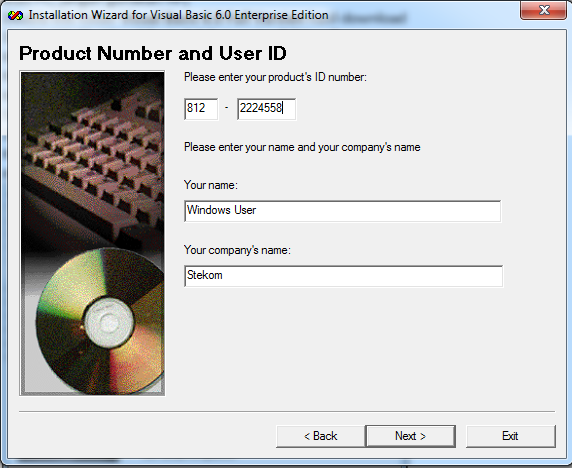 Installation Wizard for Visual Basic 6.0 Enterprise Edition
Product Number and User ID
Please enter your product's ID number:
812 - 2224558
Please enter your name and your company's name
Your name:
Windows User
Your company's name:
Stekom
< Back Next > Exit